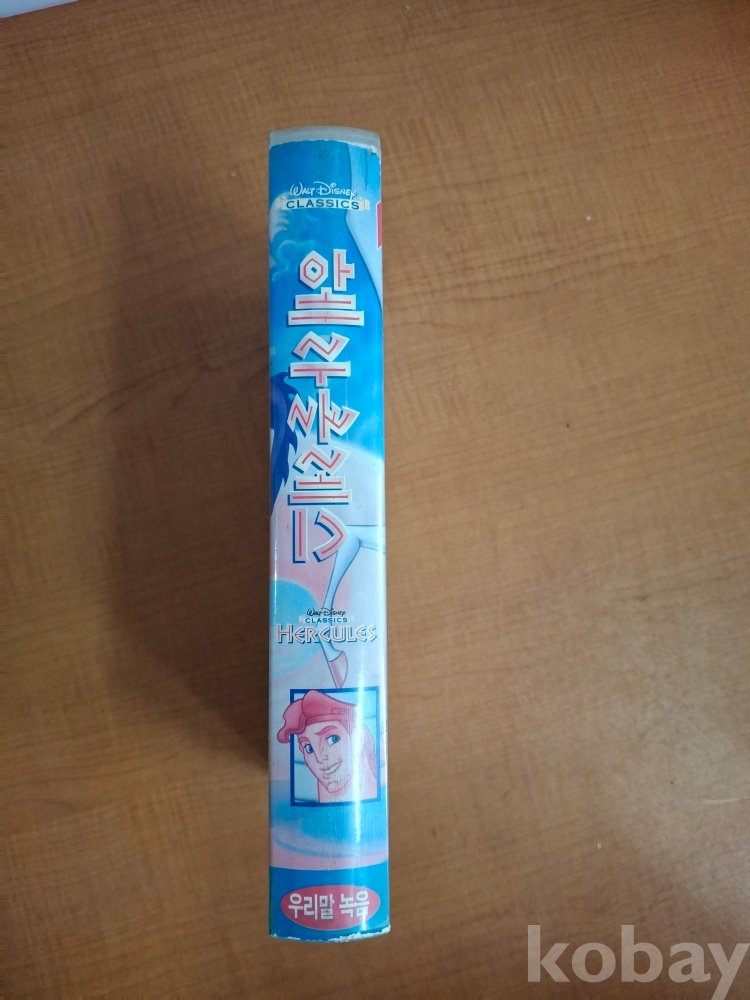 WALT DISNEY
CLASSICS
헤라클레스
WALT DISNEY
CLASSICS
HERCULES
우리말 녹음
kobay